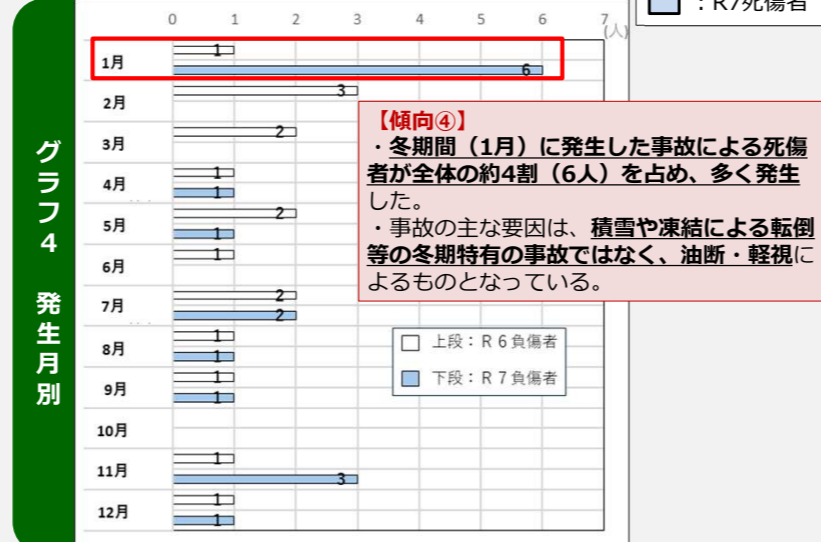 ：R7死傷者
0 1 2 3 4 5 6 7
(人)
グラフ4 発生月別
1月 1 6
2月 3
3月 2
4月 1 1
5月 2 1
6月 1
7月 2 2
8月 1 1
9月 1 1
10月
11月 1 3
12月 1 1
【傾向④】
・冬期間（1月）に発生した事故による死傷
者が全体の約4割（6人）を占め、多く発生
した。
・事故の主な要因は、積雪や凍結による転倒
等の冬期特有の事故ではなく、油断・軽視に
よるものとなっている。
上段：R６負傷者
下段：R７負傷者